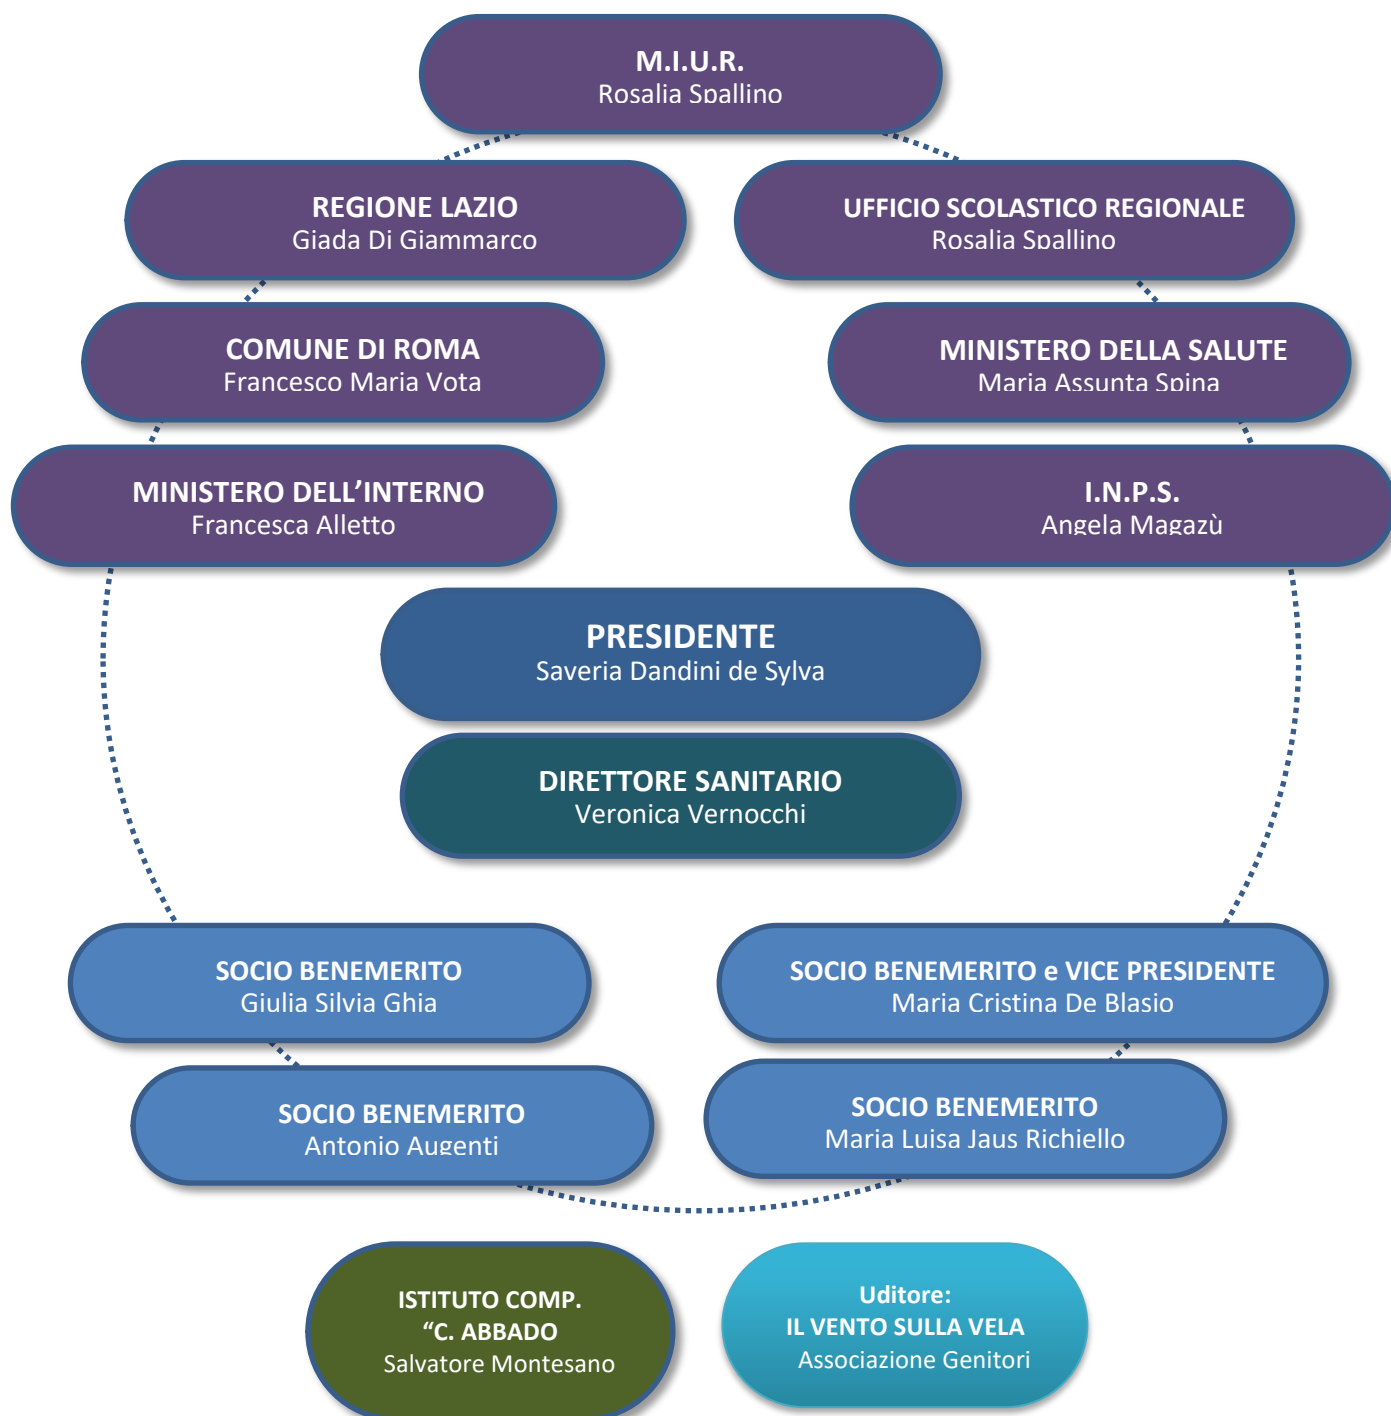 M.I.U.R.
Rosalia Spallino
REGIONE LAZIO
Giada Di Giammarco
UFFICIO SCOLASTICO REGIONALE
Rosalia Spallino
COMUNE DI ROMA
Francesco Maria Vota
MINISTERO DELLA SALUTE
Maria Assunta Spina
MINISTERO DELL’INTERNO
Francesca Alletto
I.N.P.S.
Angela Magazù
PRESIDENTE
Saveria Dandini de Sylva
DIRETTORE SANITARIO
Veronica Vernocchi
SOCIO BENEMERITO
Giulia Silvia Ghia
SOCIO BENEMERITO e VICE PRESIDENTE
Maria Cristina De Blasio
SOCIO BENEMERITO
Antonio Augenti
SOCIO BENEMERITO
Maria Luisa Jaus Richiello
ISTITUTO COMP.
“C. ABBADO
Salvatore Montesano
Uditore:
IL VENTO SULLA VELA
Associazione Genitori